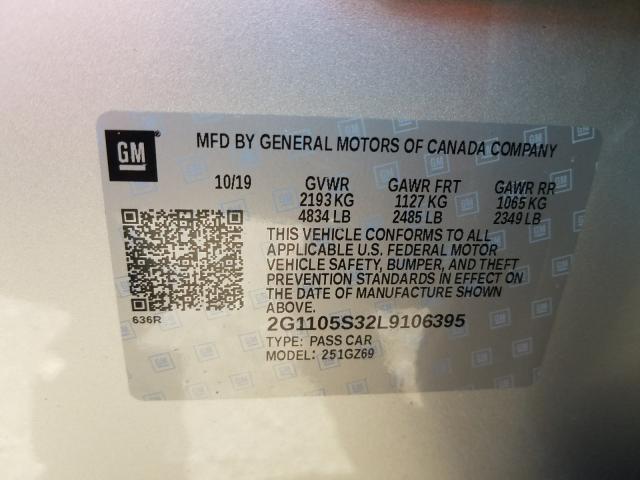 GM
MFD BY GENERAL MOTORS OF CANADA COMPANY
10/19 GVWR GAWR FRT GAWR RR
2193 KG 1127 KG 1065 KG
4834 LB 2485 LB 2349 LB
THIS VEHICLE CONFORMS TO ALL
APPLICABLE U.S. FEDERAL MOTOR
VEHICLE SAFETY, BUMPER, AND THEFT
PREVENTION STANDARDS IN EFFECT ON
THE DATE OF MANUFACTURE SHOWN
ABOVE.
636R
2G1105S32L9106395
TYPE: PASS CAR
MODEL: 251GZ69